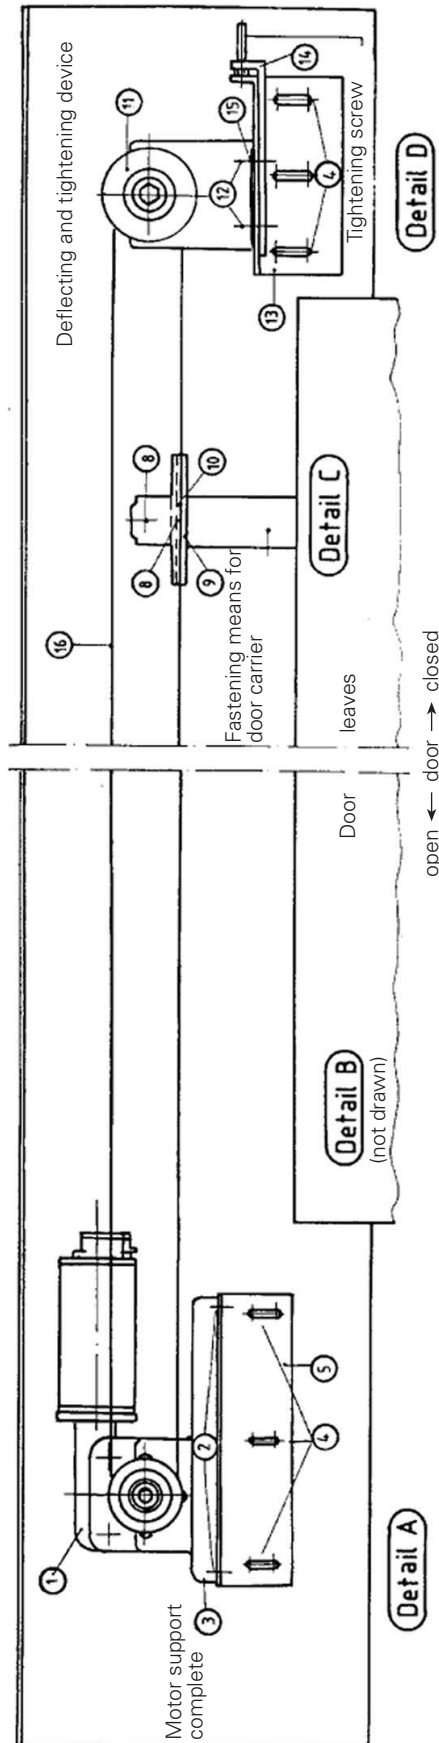 1
Motor support
complete
3
2
4
5
Detail A
Detail B
(not drawn)
16
Door leaves
open ← door → closed
Fastening means for
door carrier
8
8
9
10
Detail C
Deflecting and tightening device
11
12
15
14
13
4
Tightening screw
Detail D